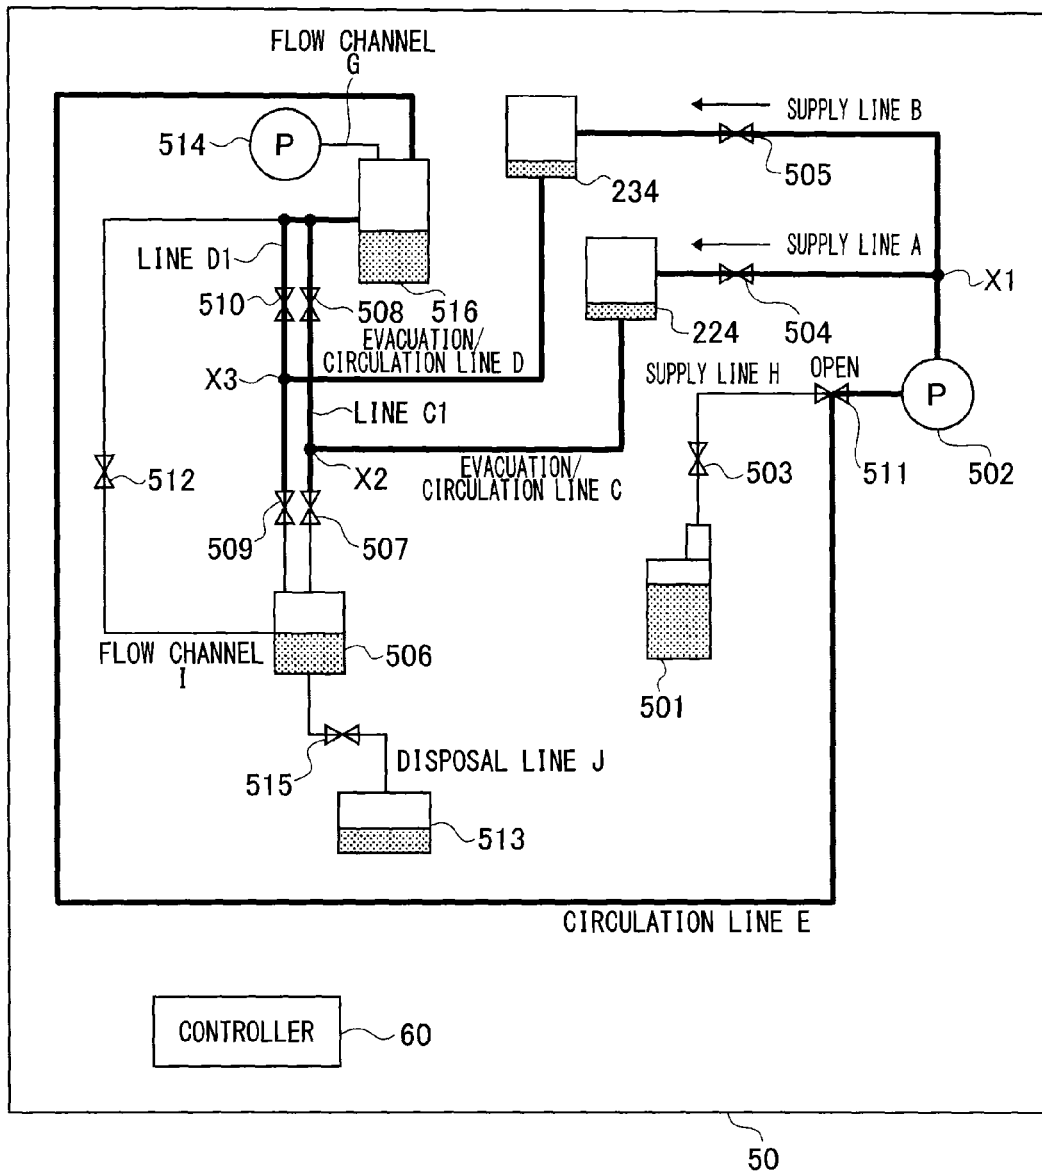 FLOW CHANNEL
G
514
P
SUPPLY LINE B
505
234
LINE D1
510
508
516
SUPPLY LINE A
504
224
X1
EVACUATION/
CIRCULATION LINE D
X3
SUPPLY LINE H
OPEN
P
502
511
LINE C1
X2
EVACUATION/
CIRCULATION LINE C
503
512
509
507
FLOW CHANNEL
I
506
501
515
DISPOSAL LINE J
513
CIRCULATION LINE E
CONTROLLER
60
50